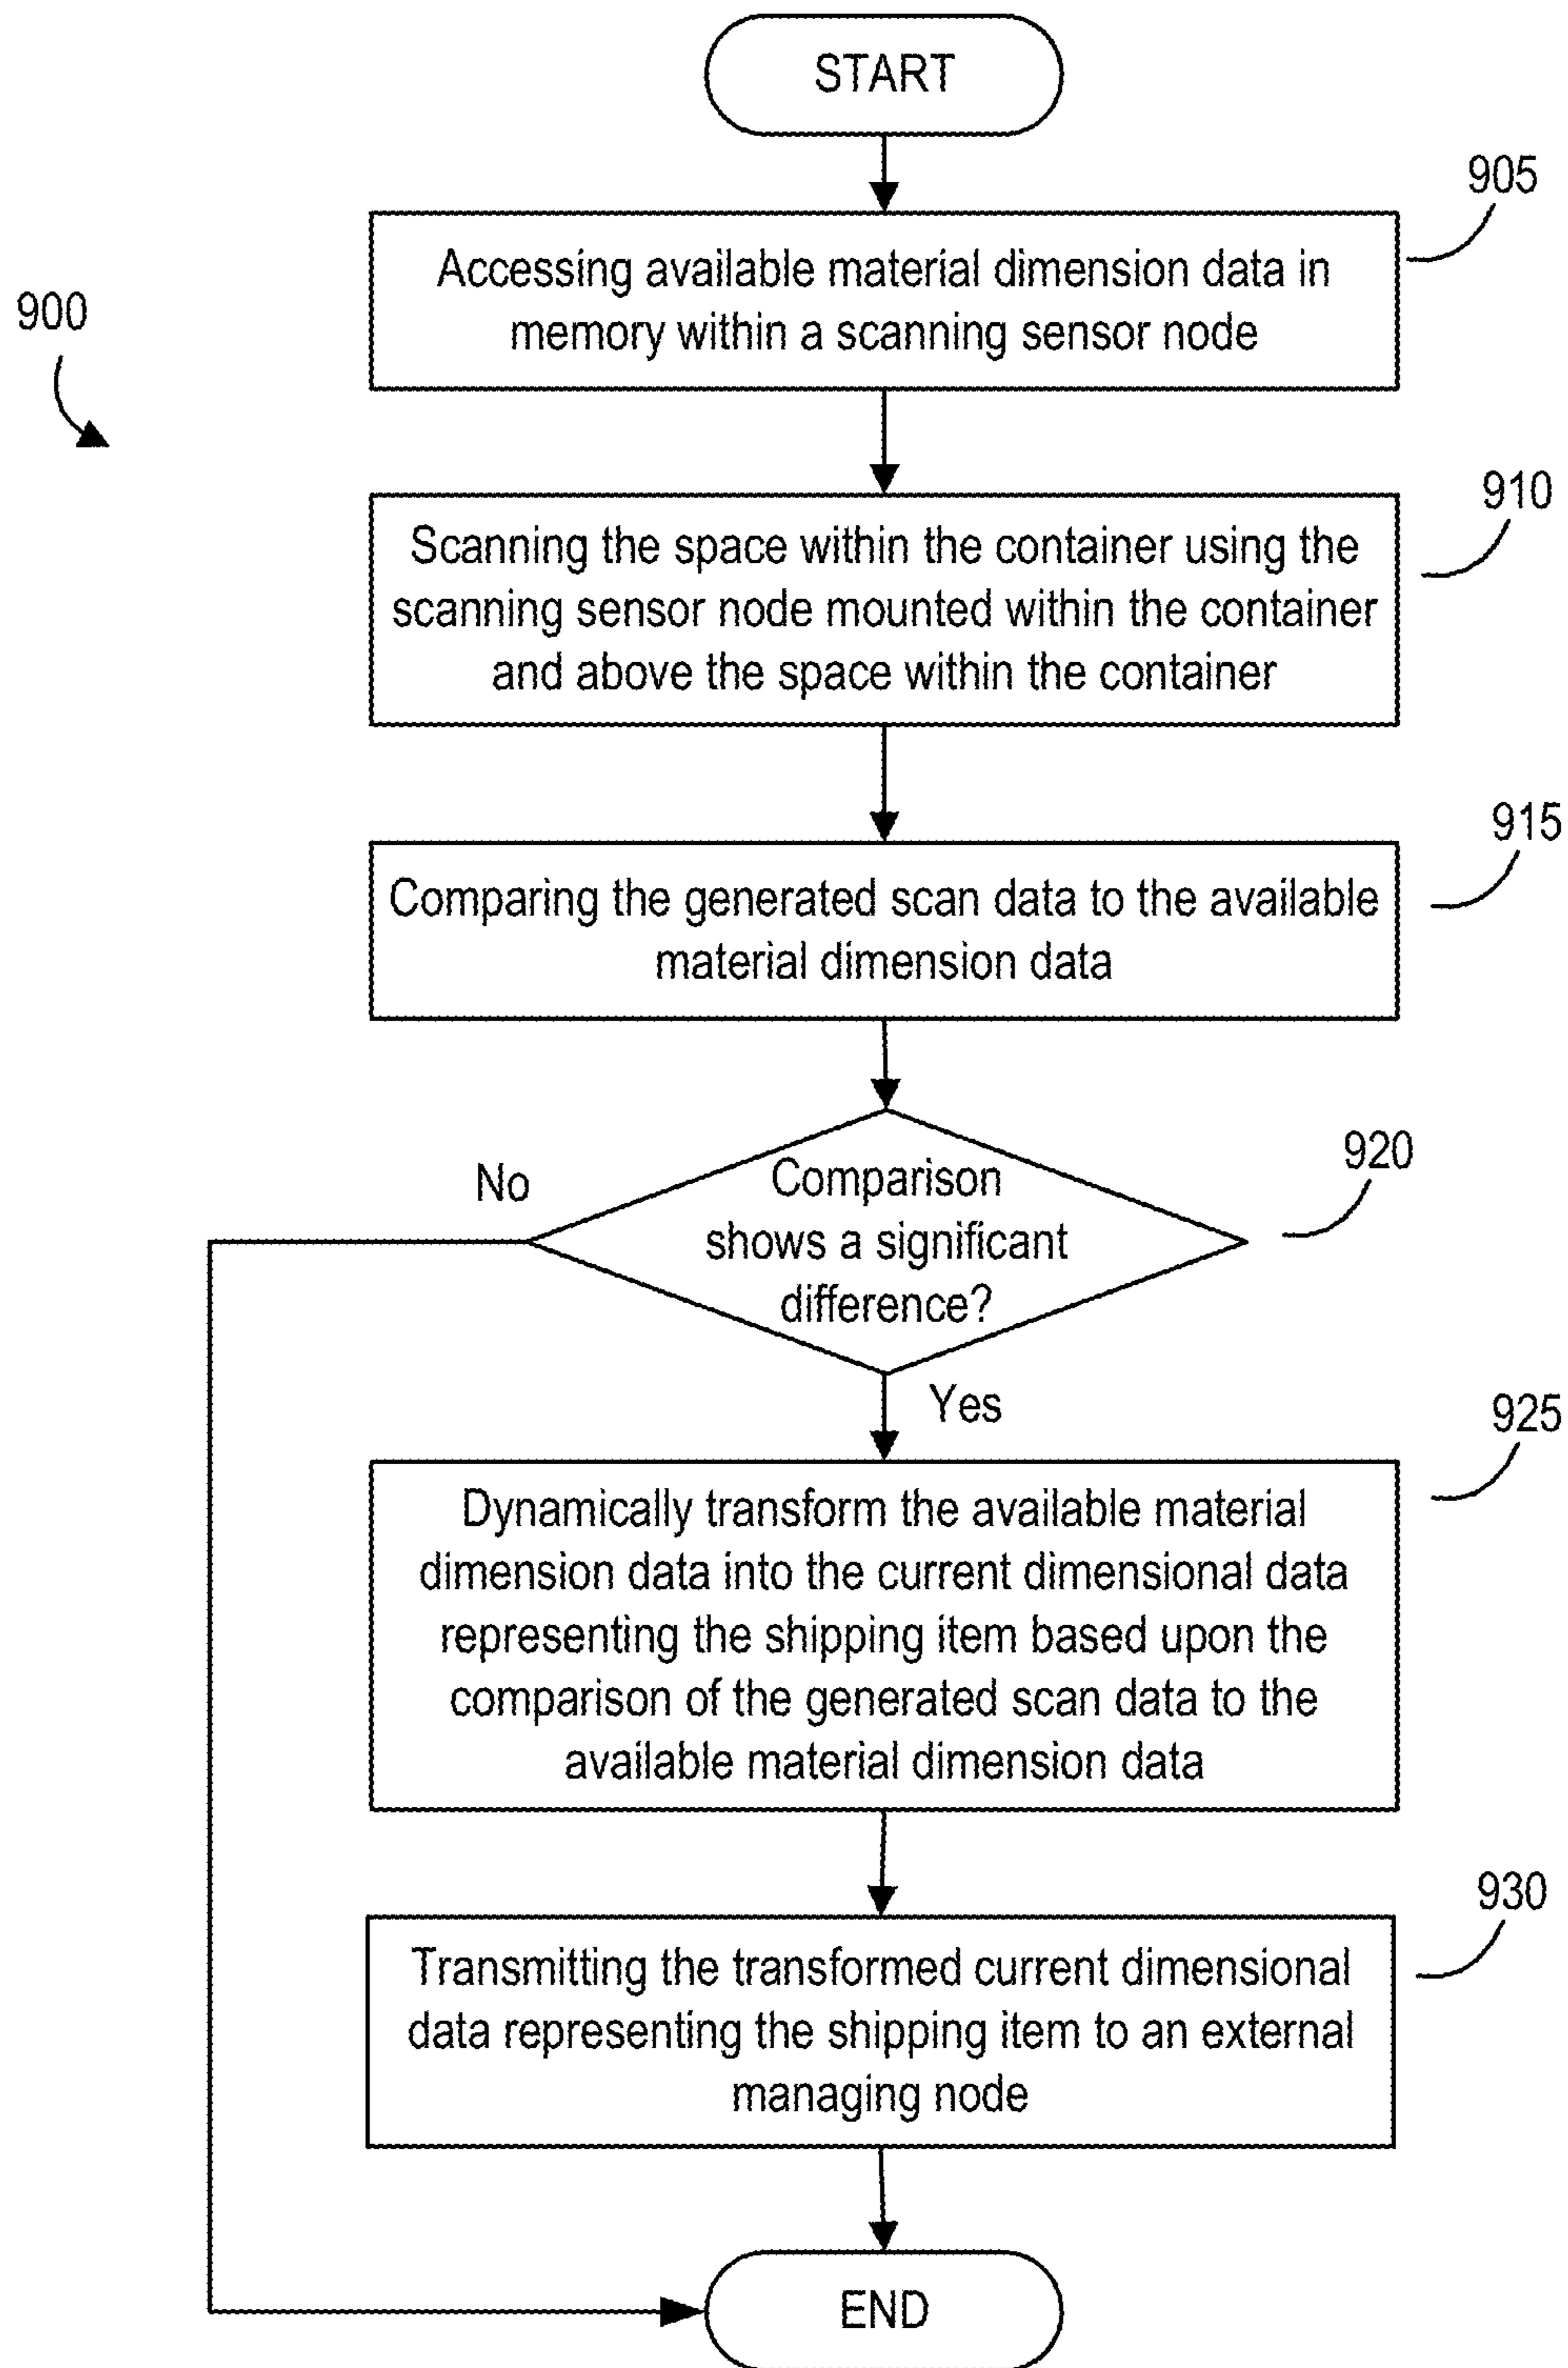 START
905
Accessing available material dimension data in
memory within a scanning sensor node
900
910
Scanning the space within the container using the
scanning sensor node mounted within the container
and above the space within the container
915
Comparing the generated scan data to the available
material dimension data
920
No
Comparison
shows a significant
difference?
Yes
925
Dynamically transform the available material
dimension data into the current dimensional data
representing the shipping item based upon the
comparison of the generated scan data to the
available material dimension data
930
Transmitting the transformed current dimensional
data representing the shipping item to an external
managing node
END